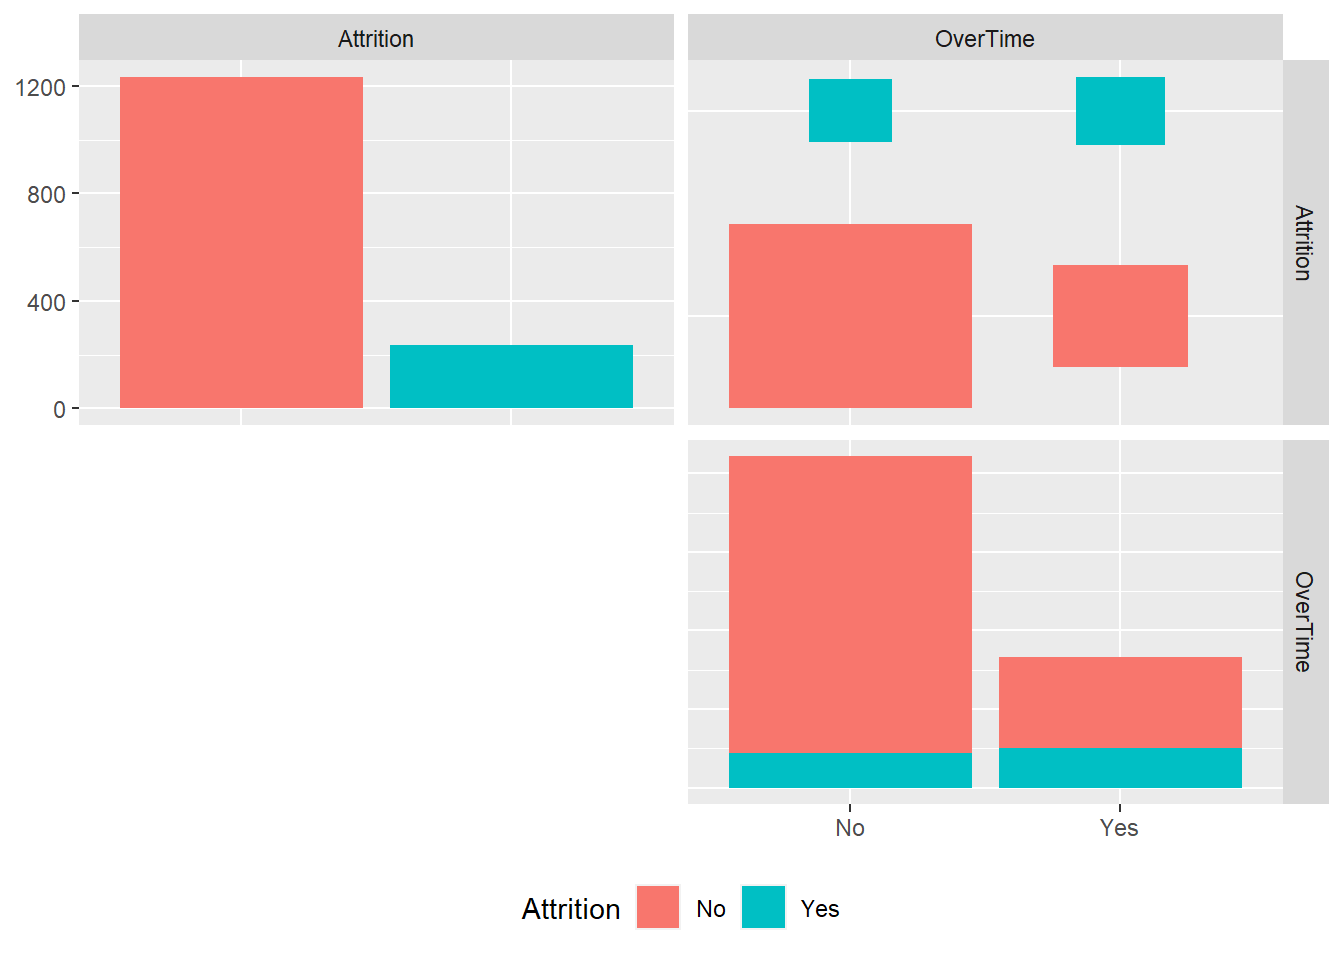 Attrition
OverTime
1200
800
400
0
Attrition
OverTime
No
Yes
Attrition
No
Yes